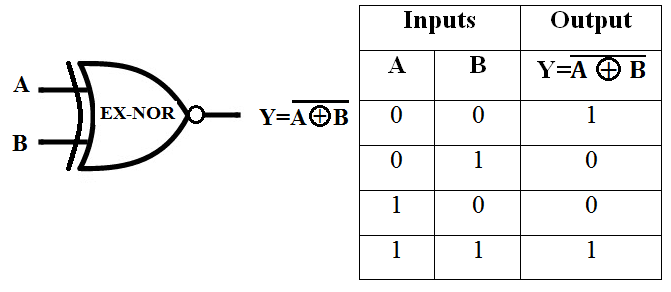 A
B
EX-NOR
Y=A⊕B
Inputs Output
A B Y=A ⊕ B
0 0 1
0 1 0
1 0 0
1 1 1